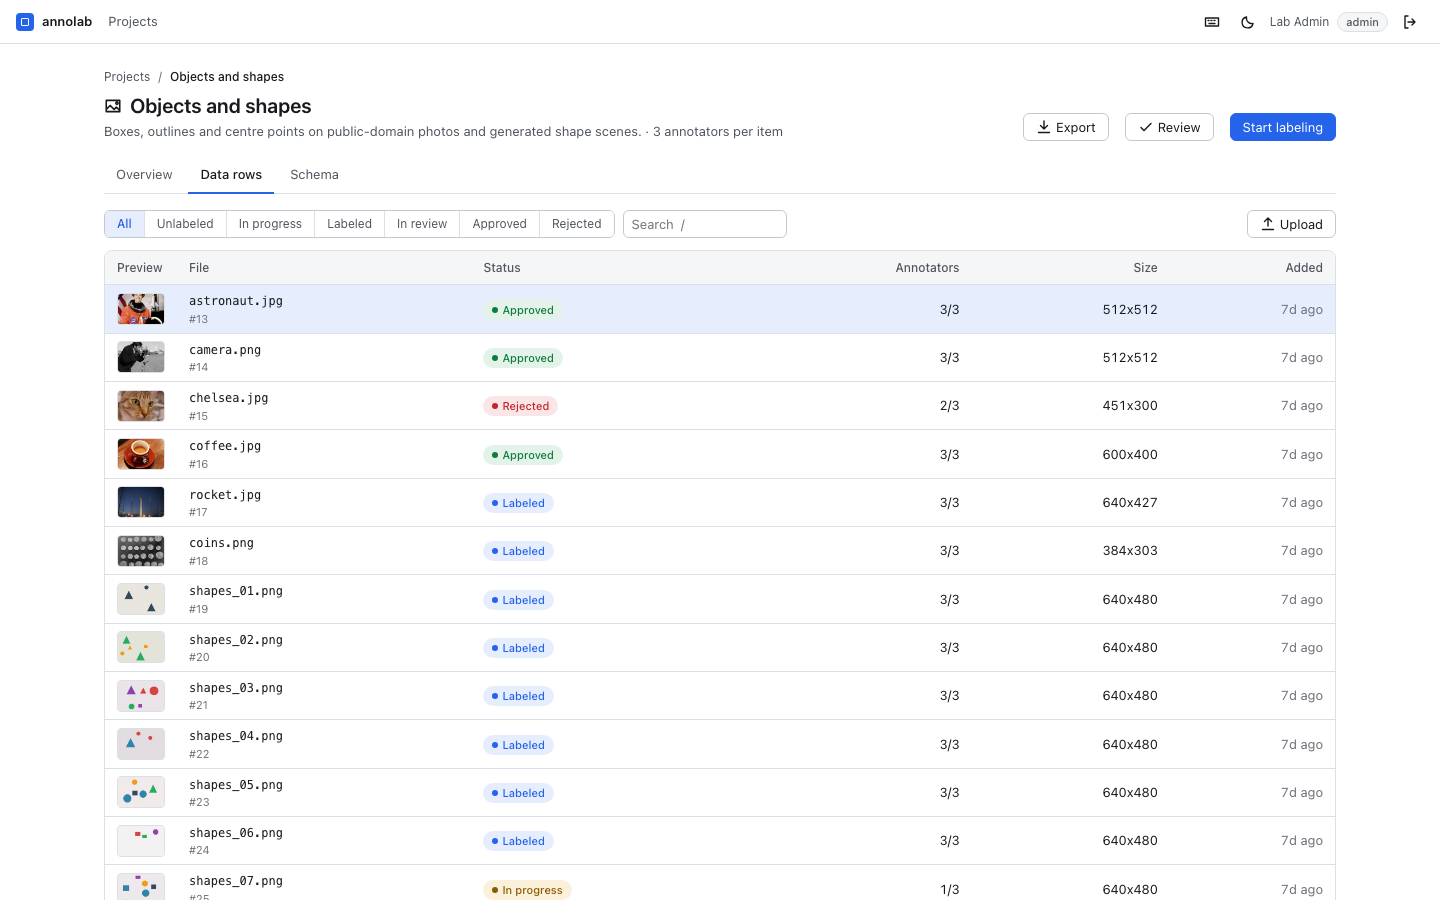 annolab Projects Lab Admin admin
Projects / Objects and shapes
Objects and shapes
Boxes, outlines and centre points on public-domain photos and generated shape scenes. · 3 annotators per item
Export Review Start labeling
Overview Data rows Schema
All Unlabeled In progress Labeled In review Approved Rejected Search / Upload
Preview File Status Annotators Size Added
astronaut.jpg
#13 Approved 3/3 512x512 7d ago
camera.png
#14 Approved 3/3 512x512 7d ago
chelsea.jpg
#15 Rejected 2/3 451x300 7d ago
coffee.jpg
#16 Approved 3/3 600x400 7d ago
rocket.jpg
#17 Labeled 3/3 640x427 7d ago
coins.png
#18 Labeled 3/3 384x303 7d ago
shapes_01.png
#19 Labeled 3/3 640x480 7d ago
shapes_02.png
#20 Labeled 3/3 640x480 7d ago
shapes_03.png
#21 Labeled 3/3 640x480 7d ago
shapes_04.png
#22 Labeled 3/3 640x480 7d ago
shapes_05.png
#23 Labeled 3/3 640x480 7d ago
shapes_06.png
#24 Labeled 3/3 640x480 7d ago
shapes_07.png
#25 In progress 1/3 640x480 7d ago